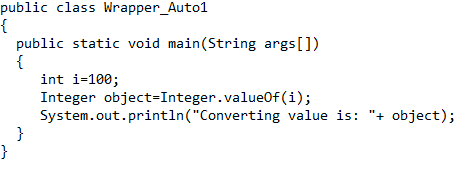 public class Wrapper_Auto1
{
  public static void main(String args[])
  {
     int i=100;
     Integer object=Integer.valueOf(i);
     System.out.println("Converting value is: "+ object);
  }
}